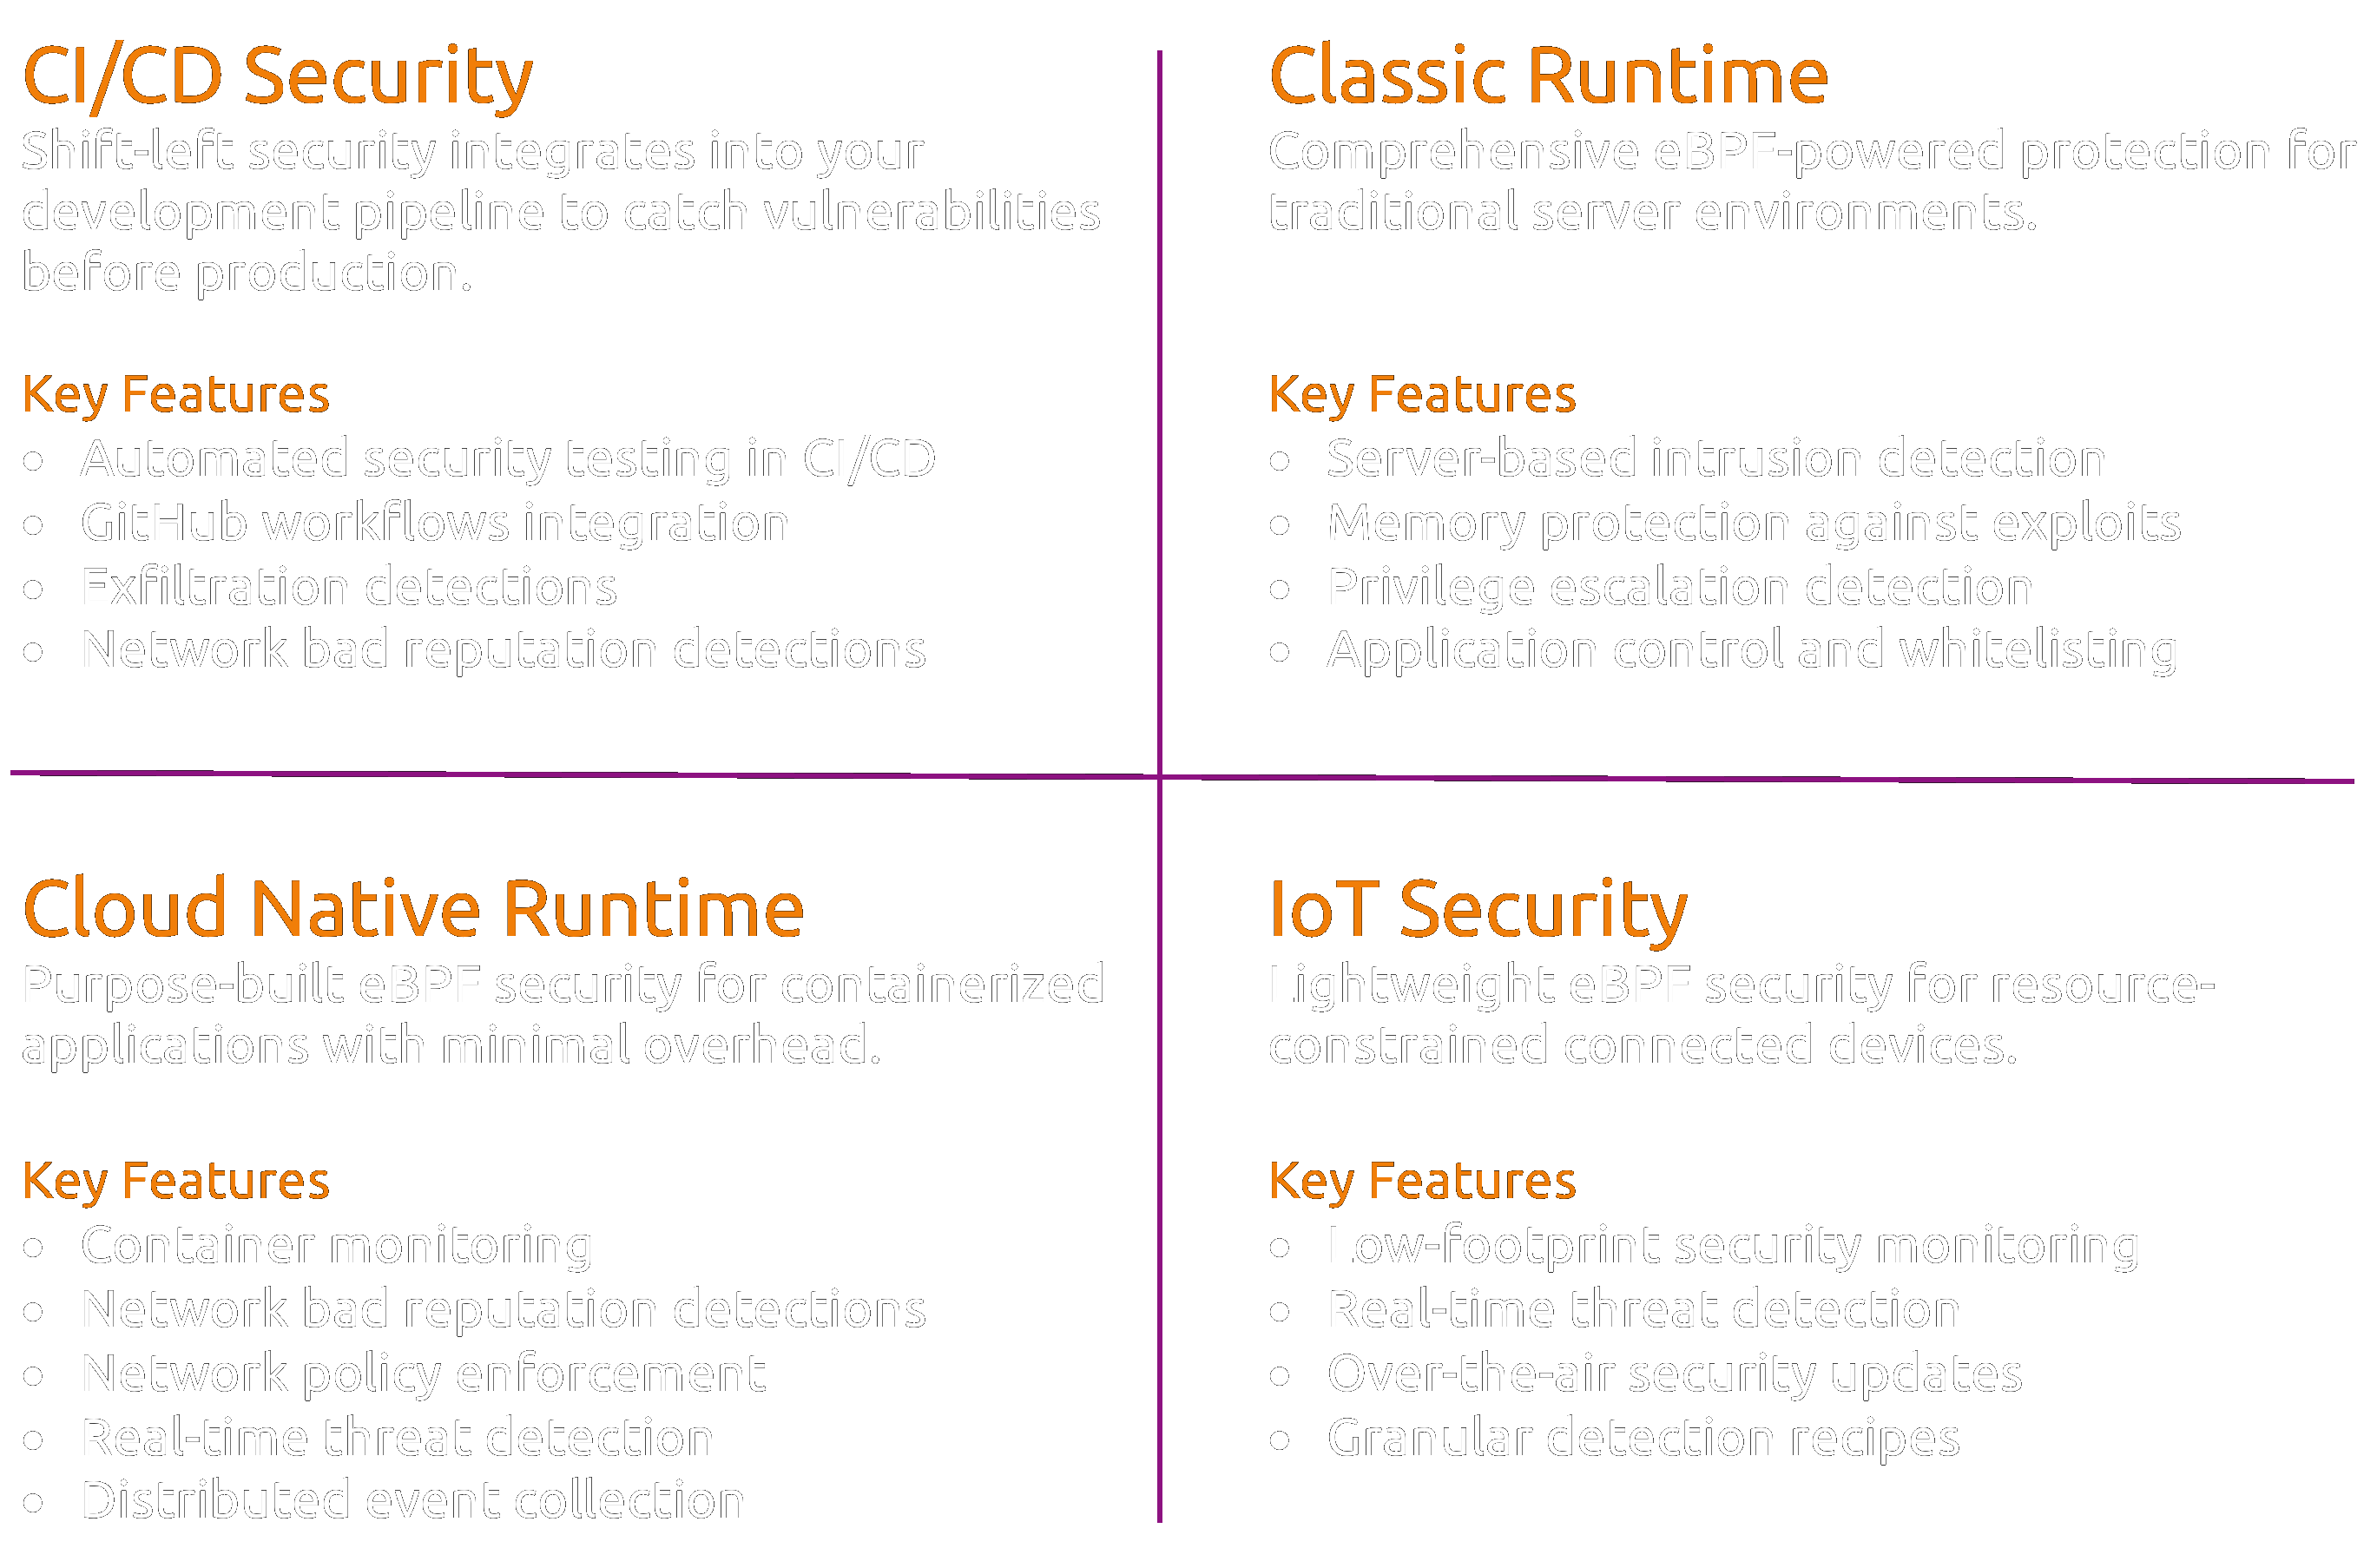 CI/CD Security
Shift-left security integrates into your
development pipeline to catch vulnerabilities
before production.
Key Features
• Automated security testing in CI/CD
• GitHub workflows integration
• Exfiltration detections
• Network bad reputation detections
Classic Runtime
Comprehensive eBPF-powered protection for
traditional server environments.
Key Features
• Server-based intrusion detection
• Memory protection against exploits
• Privilege escalation detection
• Application control and whitelisting
Cloud Native Runtime
Purpose-built eBPF security for containerized
applications with minimal overhead.
Key Features
• Container monitoring
• Network bad reputation detections
• Network policy enforcement
• Real-time threat detection
• Distributed event collection
IoT Security
Lightweight eBPF security for resource-
constrained connected devices.
Key Features
• Low-footprint security monitoring
• Real-time threat detection
• Over-the-air security updates
• Granular detection recipes